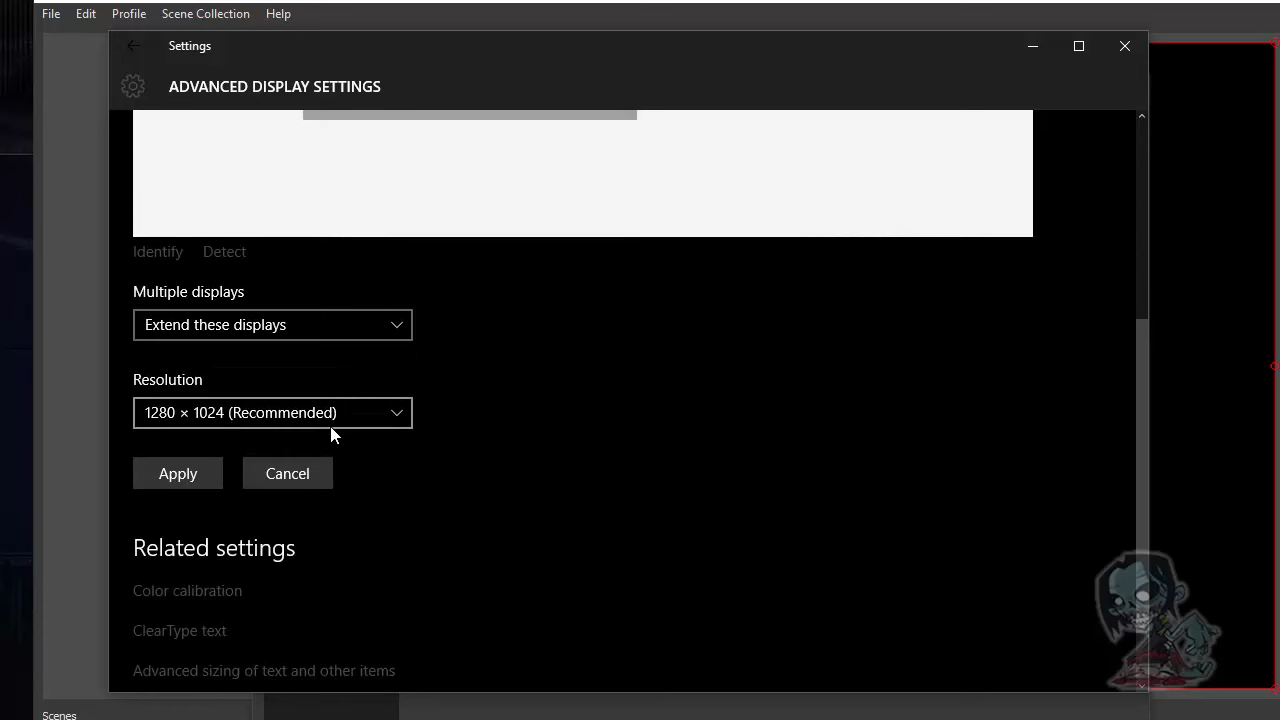 File Edit Profile Scene Collection Help
Settings
ADVANCED DISPLAY SETTINGS
Identify Detect
Multiple displays
Extend these displays
Resolution
1280 × 1024 (Recommended)
Apply Cancel
Related settings
Color calibration
ClearType text
Advanced sizing of text and other items
Scenes